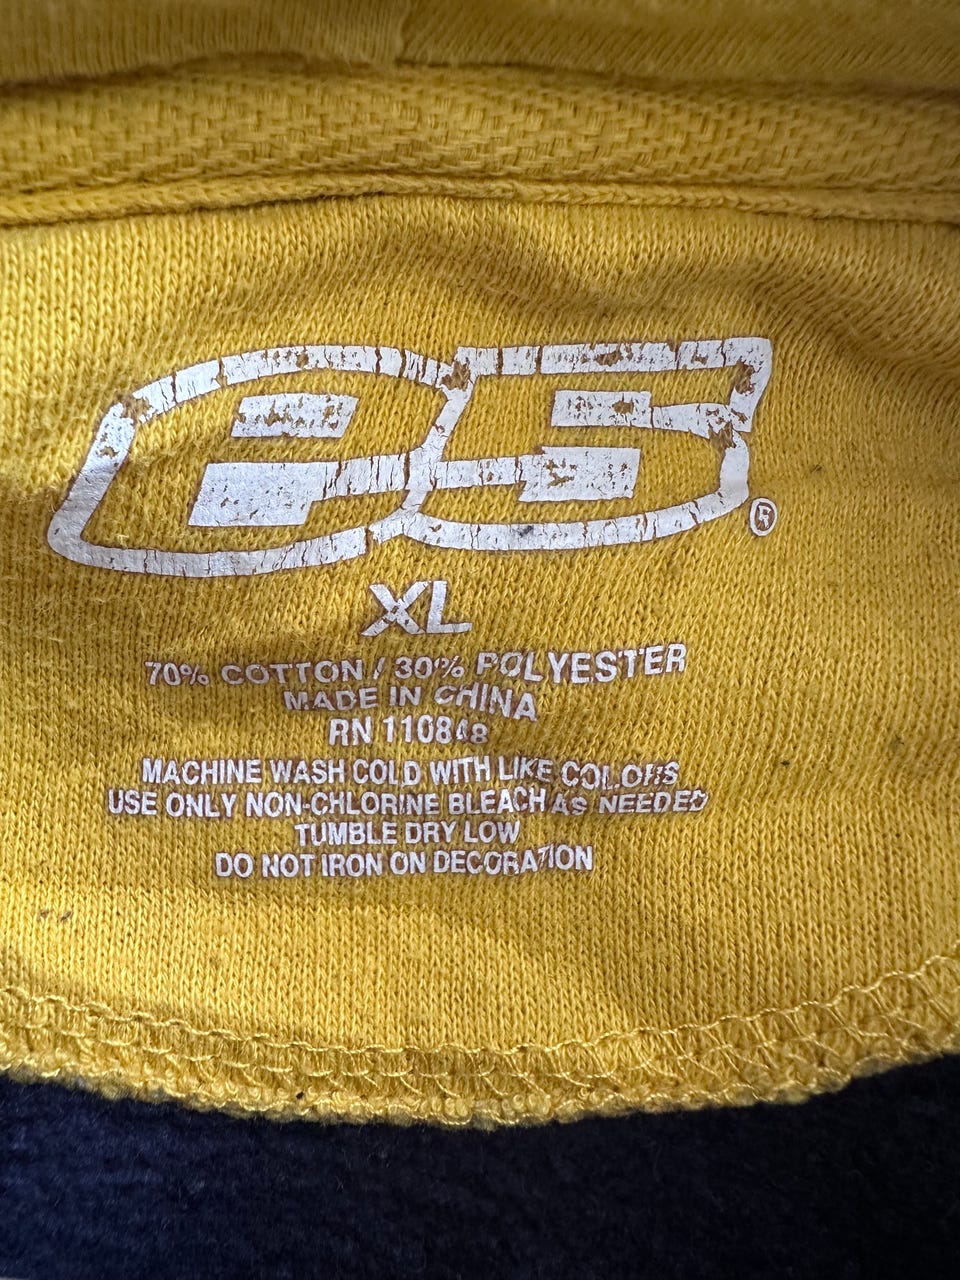 ®
XL
70% COTTON / 30% POLYESTER
MADE IN CHINA
RN 110848
MACHINE WASH COLD WITH LIKE COLORS
USE ONLY NON-CHLORINE BLEACH AS NEEDED
TUMBLE DRY LOW
DO NOT IRON ON DECORATION